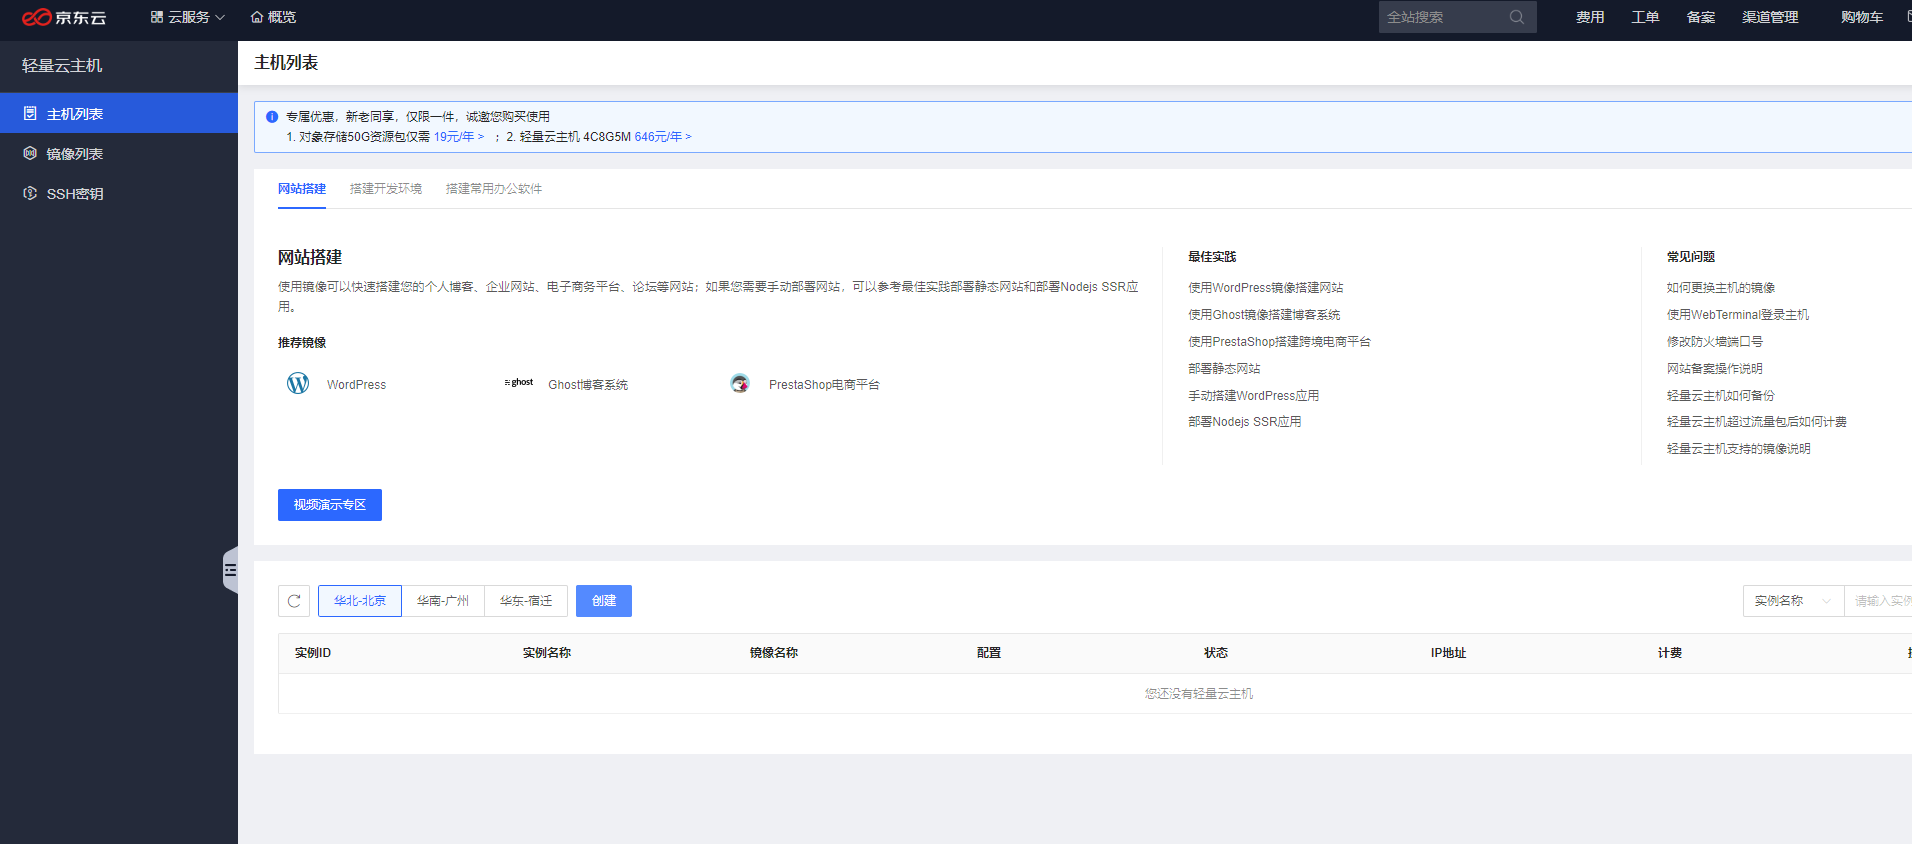 京东云 云服务 概览 全站搜索 费用 工单 备案 渠道管理 购物车
轻量云主机
主机列表
镜像列表
SSH密钥
主机列表
专属优惠，新老同享，仅限一件，诚邀您购买使用
1. 对象存储50G资源包仅需 19元/年 > ；2. 轻量云主机 4C8G5M 646元/年 >
网站搭建 搭建开发环境 搭建常用办公软件
网站搭建
使用镜像可以快速搭建您的个人博客、企业网站、电子商务平台、论坛等网站；如果您需要手动部署网站，可以参考最佳实践部署静态网站和部署Nodejs SSR应
用。
推荐镜像
WordPress
ghost Ghost博客系统
PrestaShop电商平台
视频演示专区
最佳实践
使用WordPress镜像搭建网站
使用Ghost镜像搭建博客系统
使用PrestaShop搭建跨境电商平台
部署静态网站
手动搭建WordPress应用
部署Nodejs SSR应用
常见问题
如何更换主机的镜像
使用WebTerminal登录主机
修改防火墙端口号
网站备案操作说明
轻量云主机如何备份
轻量云主机超过流量包后如何计费
轻量云主机支持的镜像说明
华北-北京 华南-广州 华东-宿迁 创建 实例名称 请输入实例
实例ID 实例名称 镜像名称 配置 状态 IP地址 计费
您还没有轻量云主机